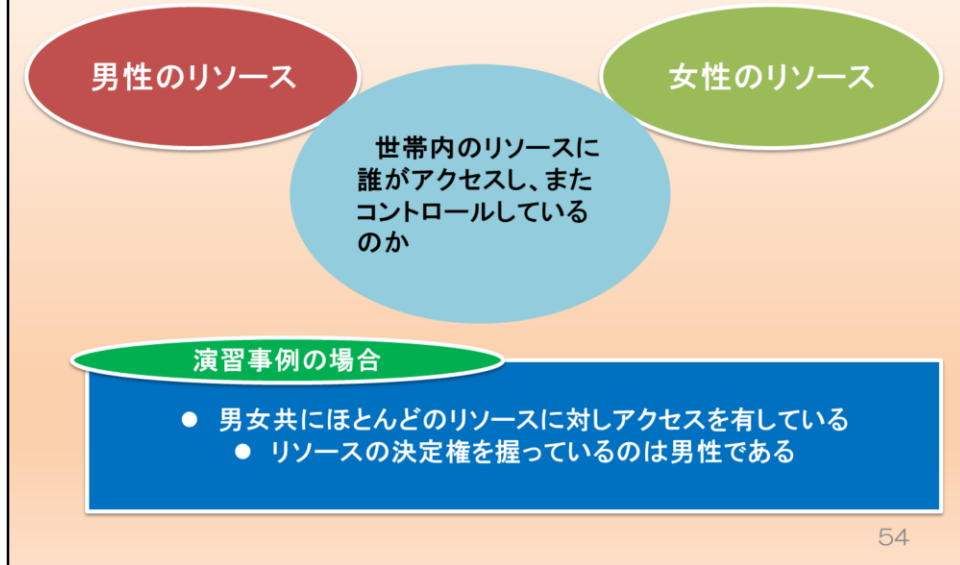 男性のリソース
女性のリソース
世帯内のリソースに
誰がアクセスし、また
コントロールしている
のか
演習事例の場合
● 男女共にほとんどのリソースに対しアクセスを有している
● リソースの決定権を握っているのは男性である
54